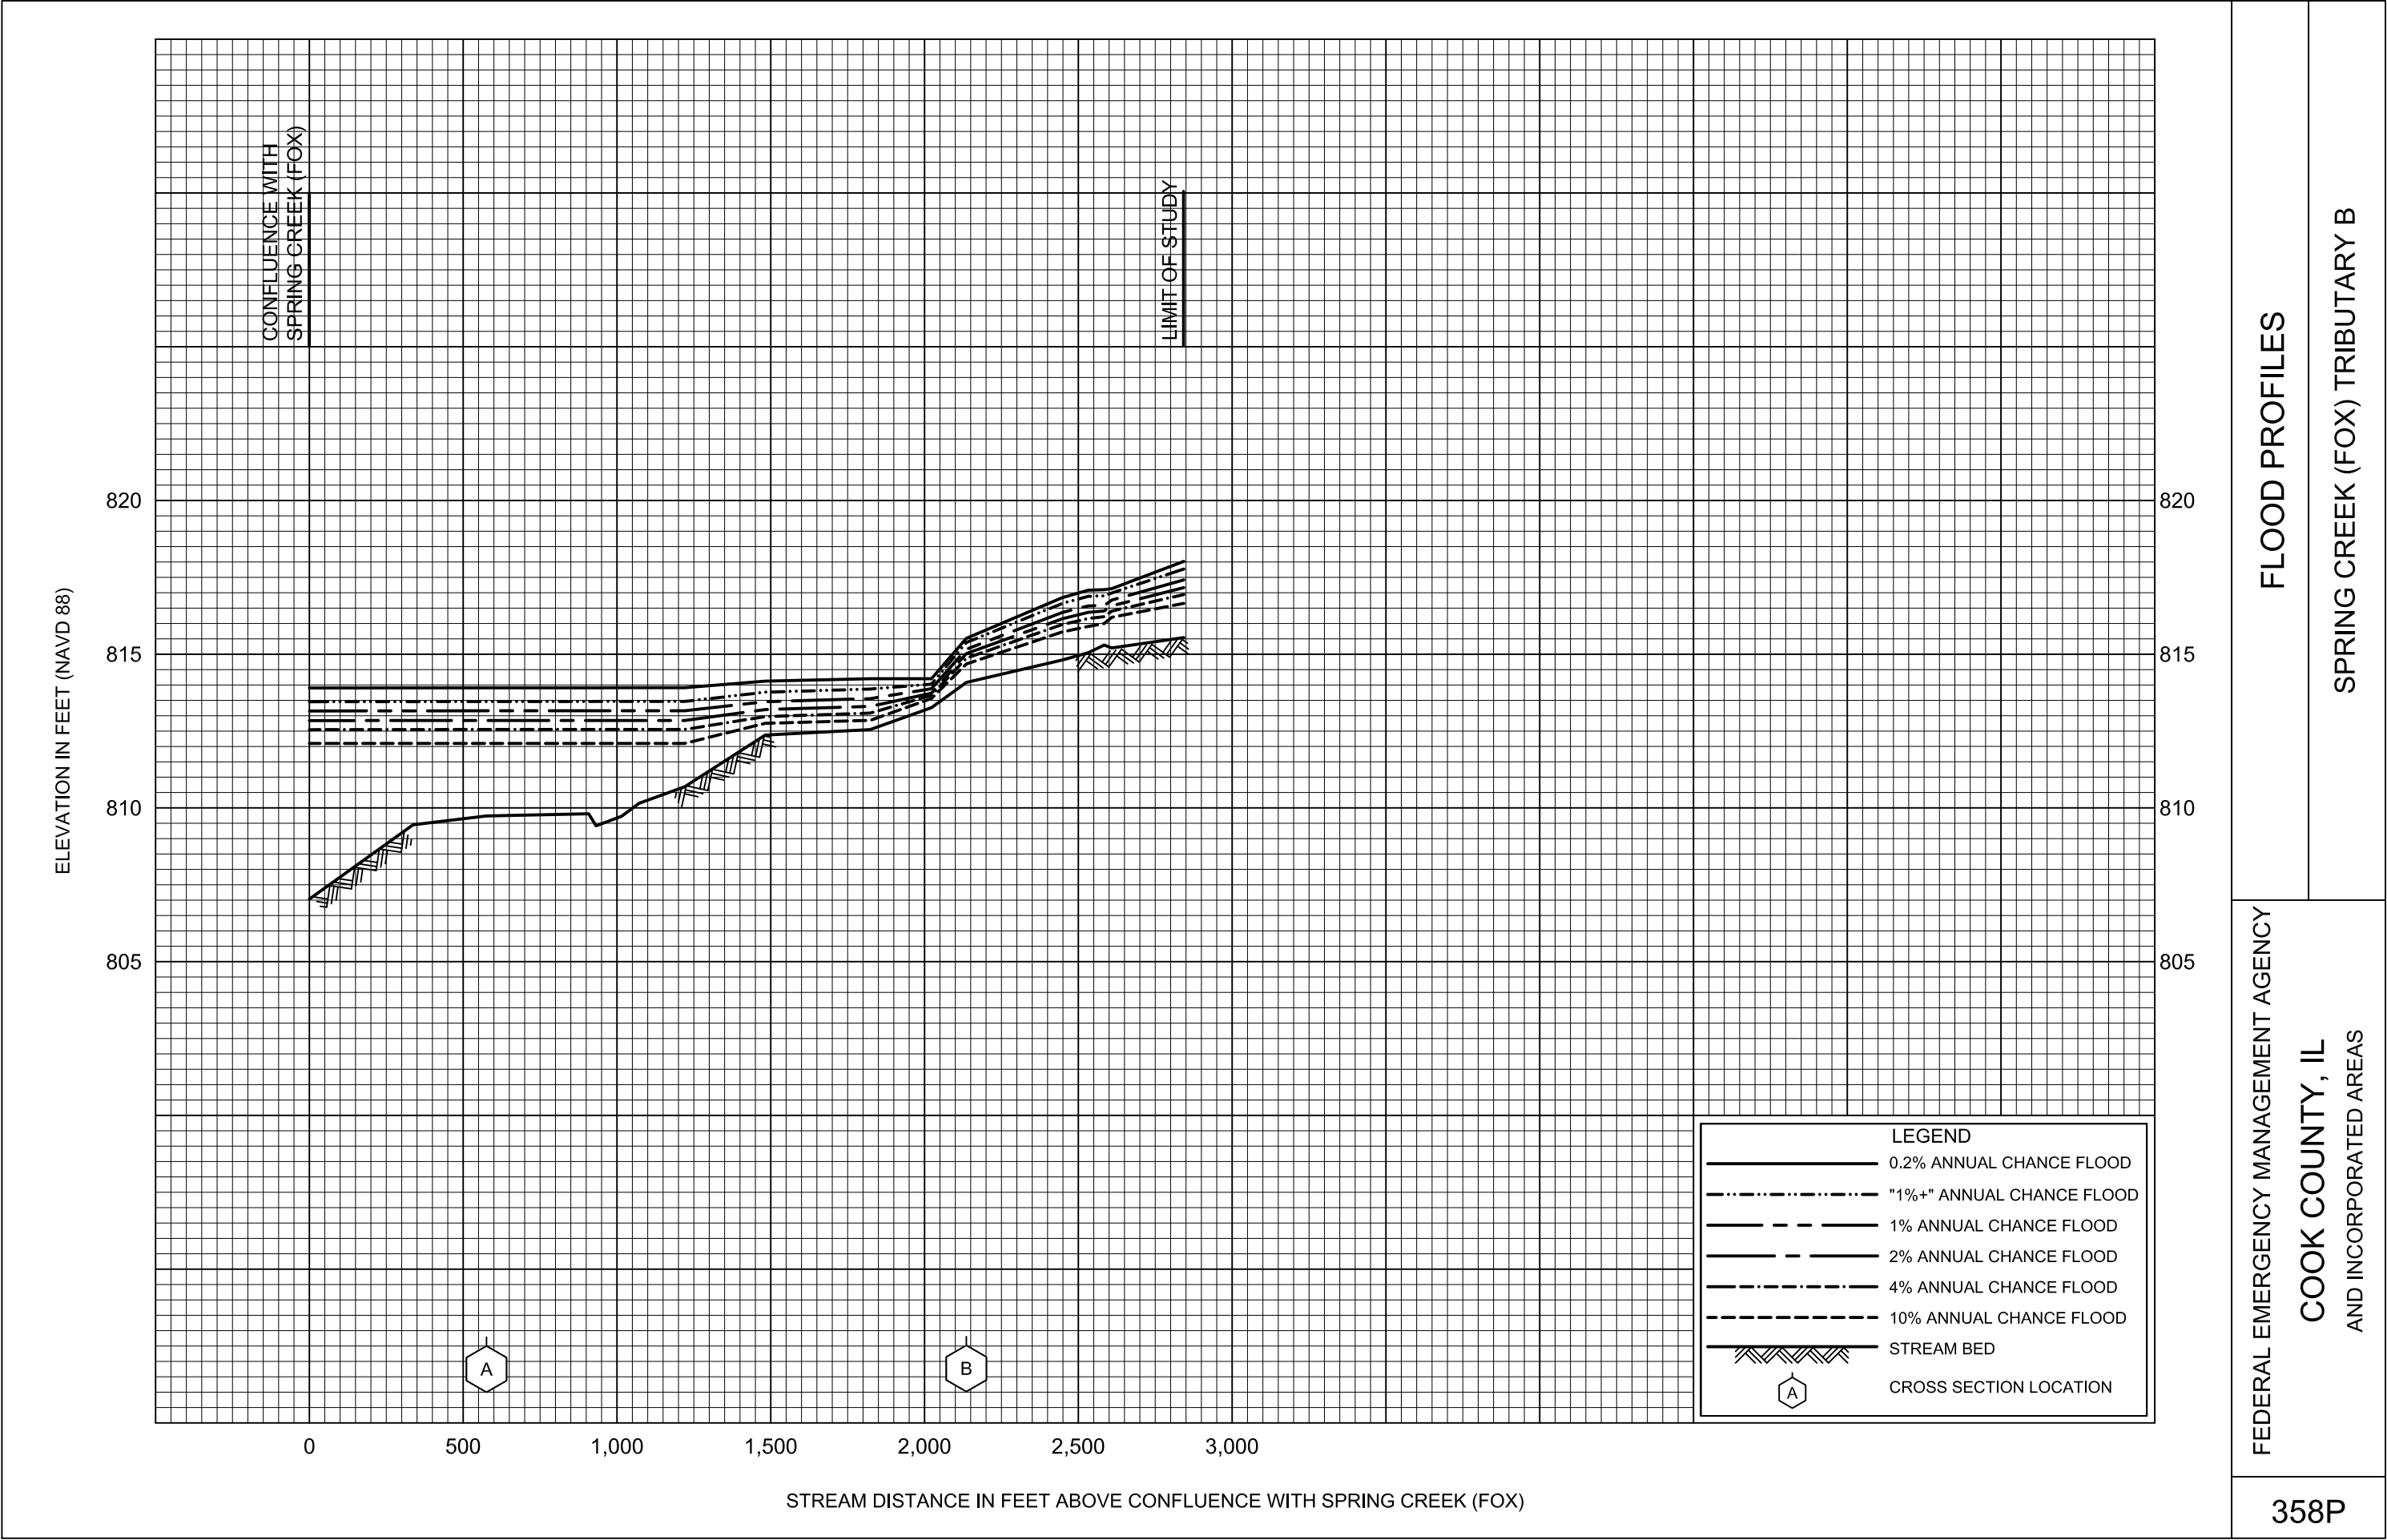 CONFLUENCE WITH
SPRING CREEK (FOX)
LIMIT OF STUDY
ELEVATION IN FEET (NAVD 88)
820
815
810
805
820
815
810
805
A
B
0
500
1,000
1,500
2,000
2,500
3,000
STREAM DISTANCE IN FEET ABOVE CONFLUENCE WITH SPRING CREEK (FOX)
LEGEND
0.2% ANNUAL CHANCE FLOOD
"1%+" ANNUAL CHANCE FLOOD
1% ANNUAL CHANCE FLOOD
2% ANNUAL CHANCE FLOOD
4% ANNUAL CHANCE FLOOD
10% ANNUAL CHANCE FLOOD
STREAM BED
A
CROSS SECTION LOCATION
FLOOD PROFILES
SPRING CREEK (FOX) TRIBUTARY B
FEDERAL EMERGENCY MANAGEMENT AGENCY
COOK COUNTY, IL
AND INCORPORATED AREAS
358P